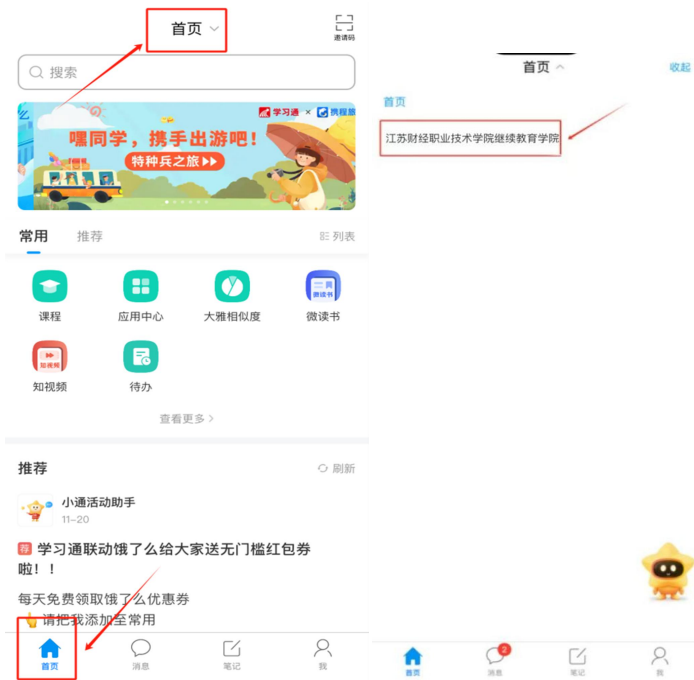 首页
邀请码
搜索
学习通 × 携程旅
嘿同学，携手出游吧！
特种兵之旅
常用
推荐
列表
课程
应用中心
大雅相似度
微读书
微读书
知视频
知视频
待办
查看更多 >
推荐
刷新
小通活动助手
11-20
荐 学习通联动饿了么给大家送无门槛红包券
啦！！
每天免费领取饿了么优惠券
👆 请把我添加至常用
首页
消息
笔记
我
首页
收起
首页
江苏财经职业技术学院继续教育学院
2
首页
消息
笔记
我